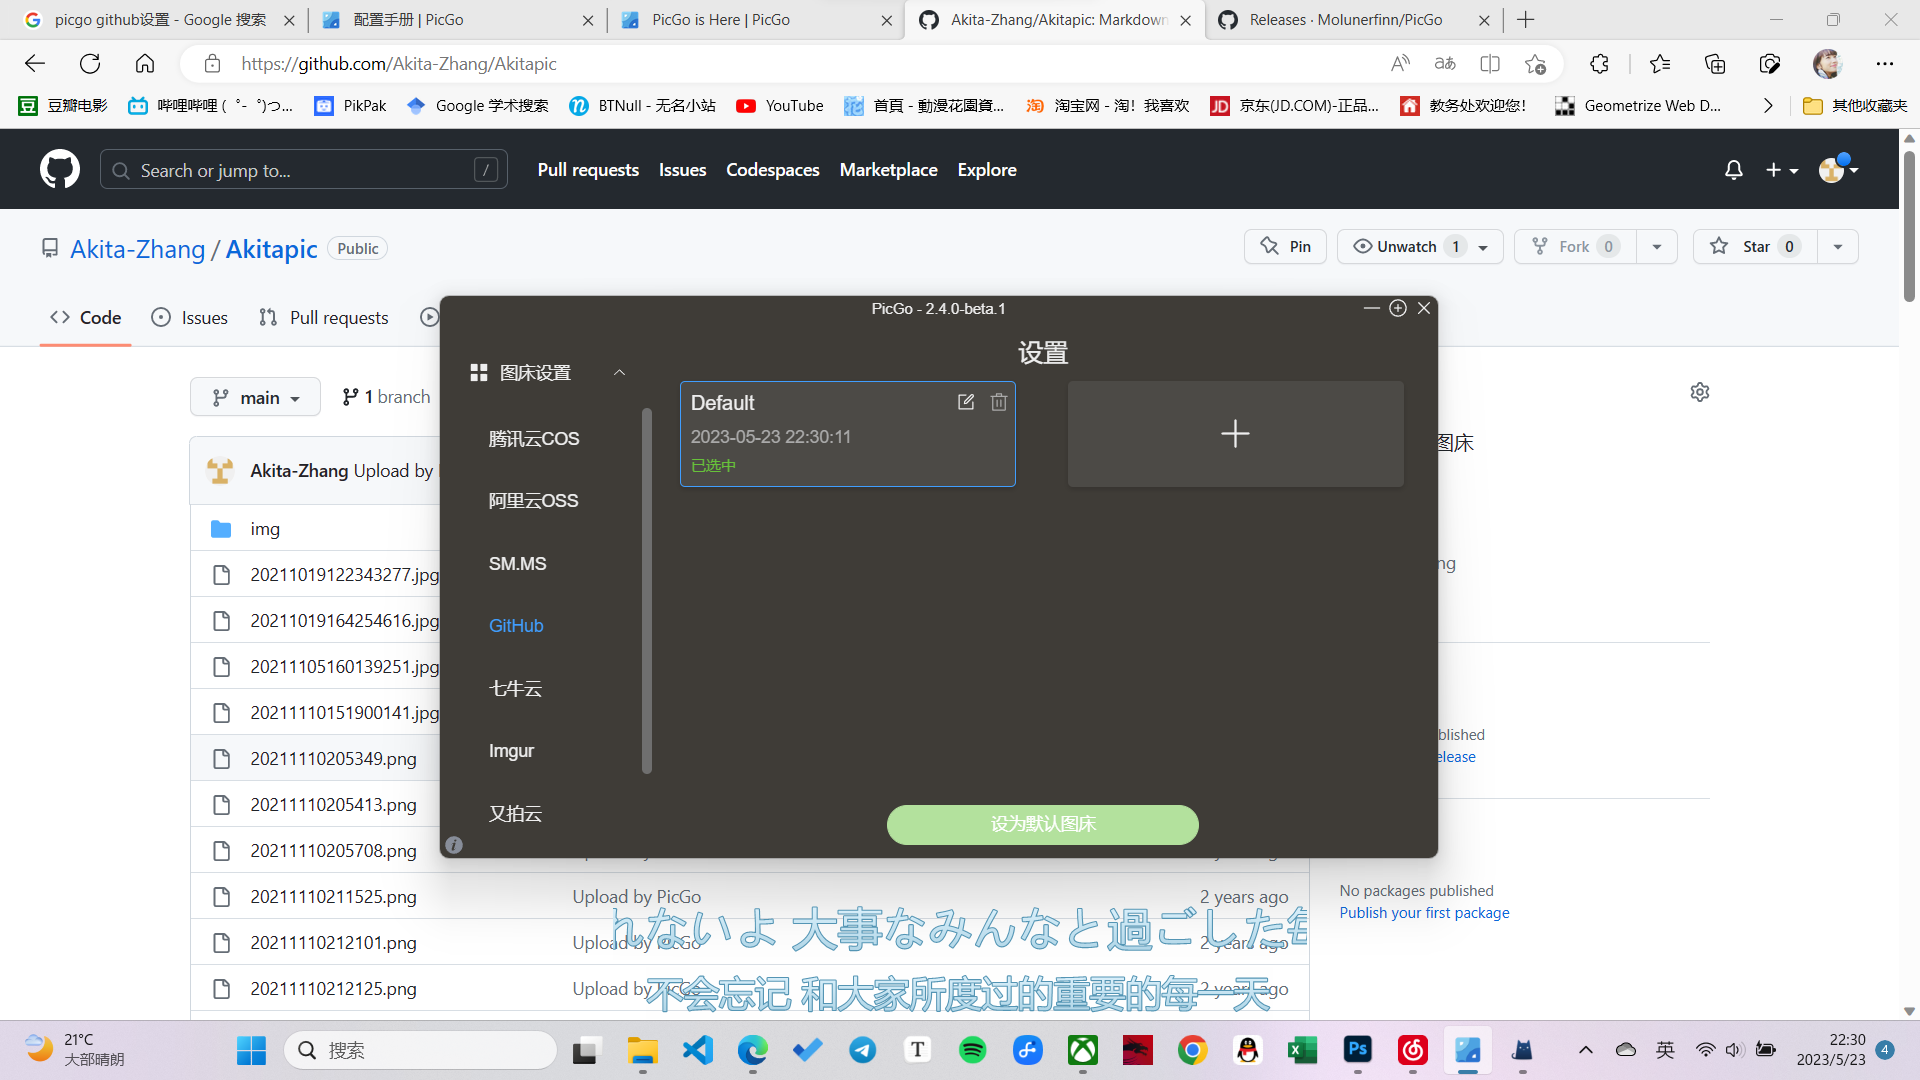 picgo github设置 - Google 搜索
配置手册 | PicGo
PicGo is Here | PicGo
Akita-Zhang/Akitapic: Markdown
Releases · Molunerfinn/PicGo
https://github.com/Akita-Zhang/Akitapic
豆瓣电影
哔哩哔哩 (゜-゜)つ...
PikPak
Google 学术搜索
BTNull - 无名小站
YouTube
首頁 - 動漫花園資...
淘宝网 - 淘！我喜欢
京东(JD.COM)-正品...
教务处欢迎您！
Geometrize Web D...
其他收藏夹
Search or jump to...
/
Pull requests
Issues
Codespaces
Marketplace
Explore
Akita-Zhang / Akitapic
Public
Pin
Unwatch 1
Fork 0
Star 0
Code
Issues
Pull requests
PicGo - 2.4.0-beta.1
设置
图床设置
腾讯云COS
阿里云OSS
SM.MS
GitHub
七牛云
Imgur
又拍云
Default
2023-05-23 22:30:11
已选中
设为默认图床
main
1 branch
图床
Akita-Zhang Upload by
img
20211019122343277.jpg
20211019164254616.jpg
20211105160139251.jpg
20211110151900141.jpg
20211110205349.png
20211110205413.png
20211110205708.png
20211110211525.png
Upload by PicGo
2 years ago
20211110212101.png
Upload by PicGo
2 years ago
20211110212125.png
Upload by PicGo
2 years ago
ng
blished
elease
No packages published
Publish your first package
れないよ 大事なみんなと過ごした毎
不会忘记 和大家所度过的重要的每一天
21°C
大部晴朗
搜索
英
22:30
2023/5/23
4